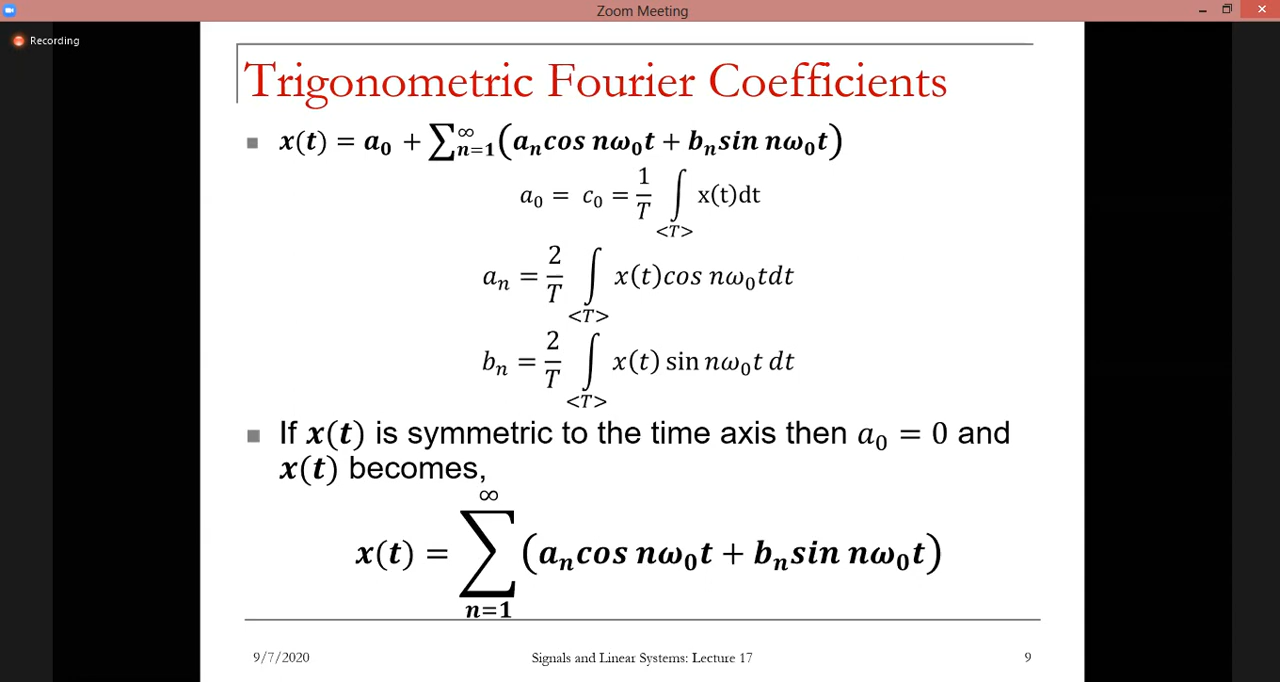 Zoom Meeting
Recording
Trigonometric Fourier Coefficients
▪ x(t) = a₀ + ∑ₙ₌₁^∞ (aₙcos nω₀t + bₙsin nω₀t)
a₀ = c₀ = 1/T ∫<T> x(t)dt
aₙ = 2/T ∫<T> x(t)cos nω₀tdt
bₙ = 2/T ∫<T> x(t) sin nω₀t dt
▪ If x(t) is symmetric to the time axis then a₀ = 0 and
x(t) becomes,
x(t) = ∑ₙ₌₁^∞ (aₙcos nω₀t + bₙsin nω₀t)
9/7/2020 Signals and Linear Systems: Lecture 17 9